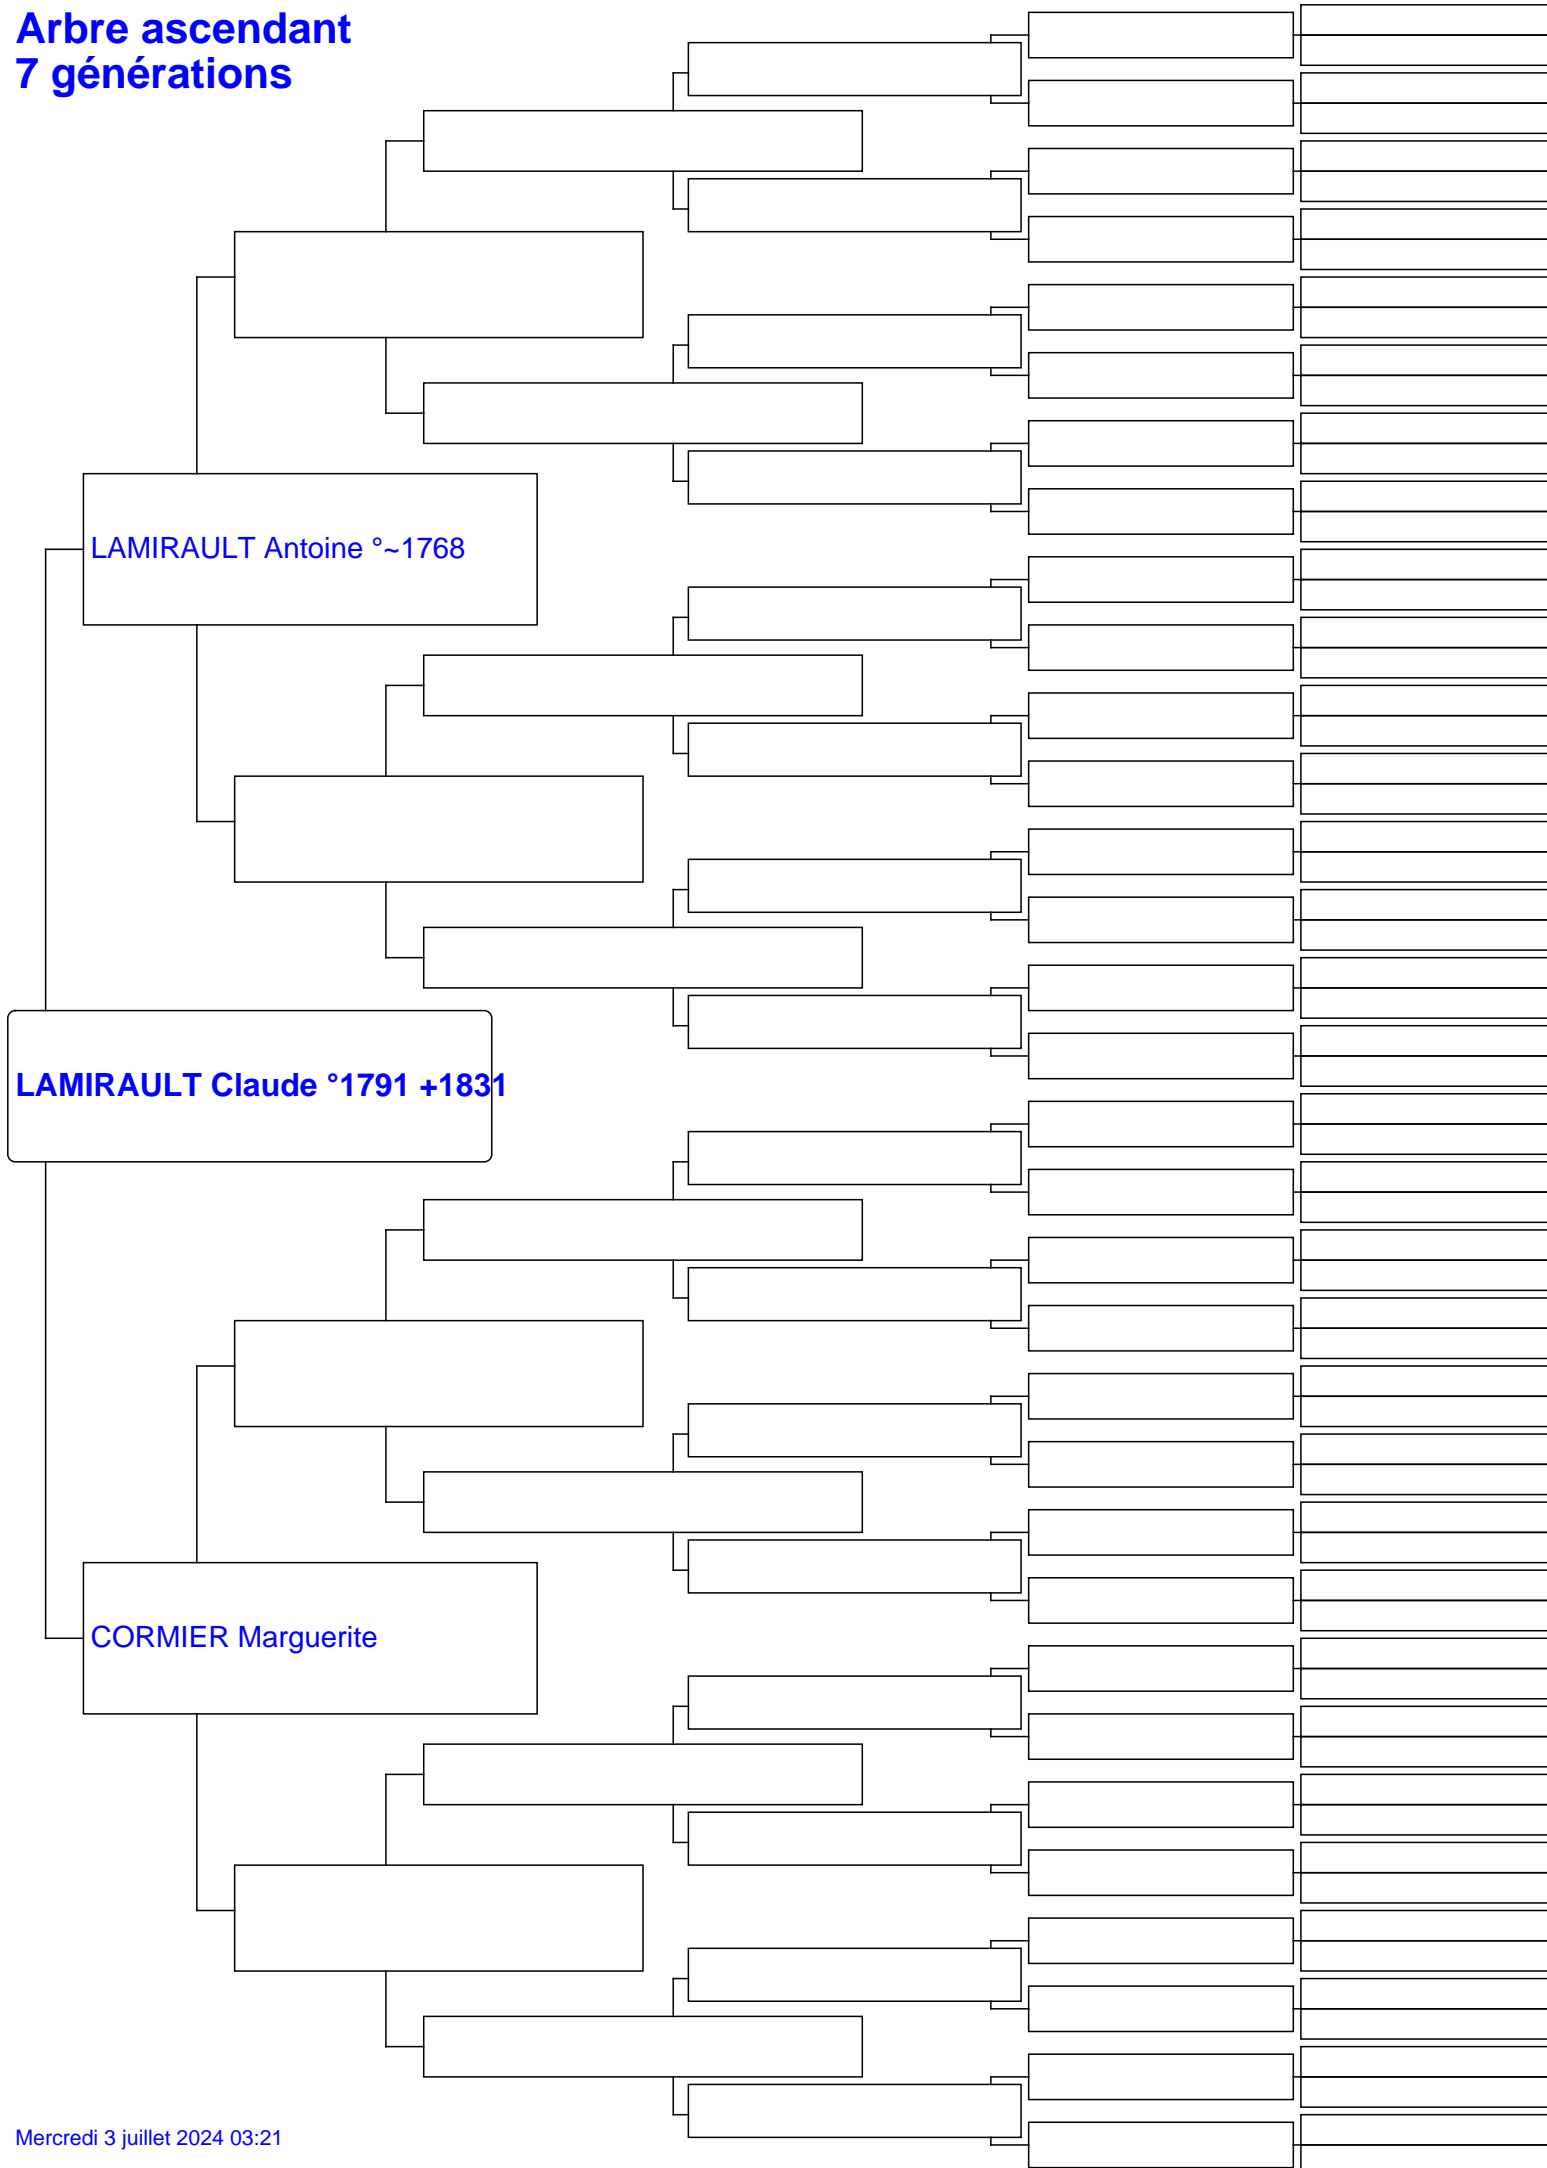 Arbre ascendant
7 générations
LAMIRAULT Antoine °~1768
LAMIRAULT Claude °1791 +1831
CORMIER Marguerite
Mercredi 3 juillet 2024 03:21